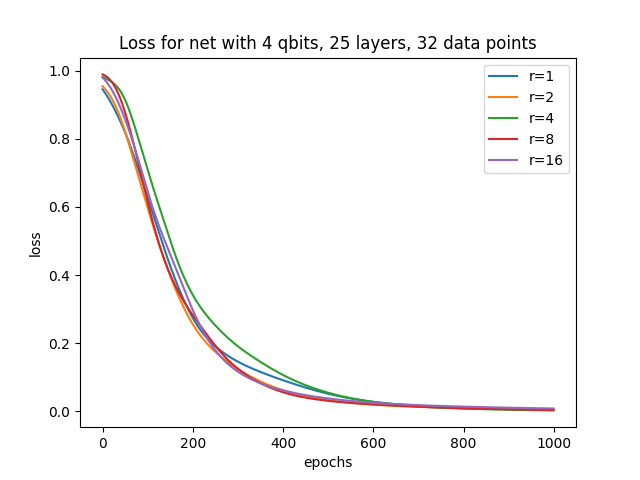 Loss for net with 4 qbits, 25 layers, 32 data points
1.0
0.8
0.6
0.4
0.2
0.0
loss
r=1
r=2
r=4
r=8
r=16
0 200 400 600 800 1000
epochs